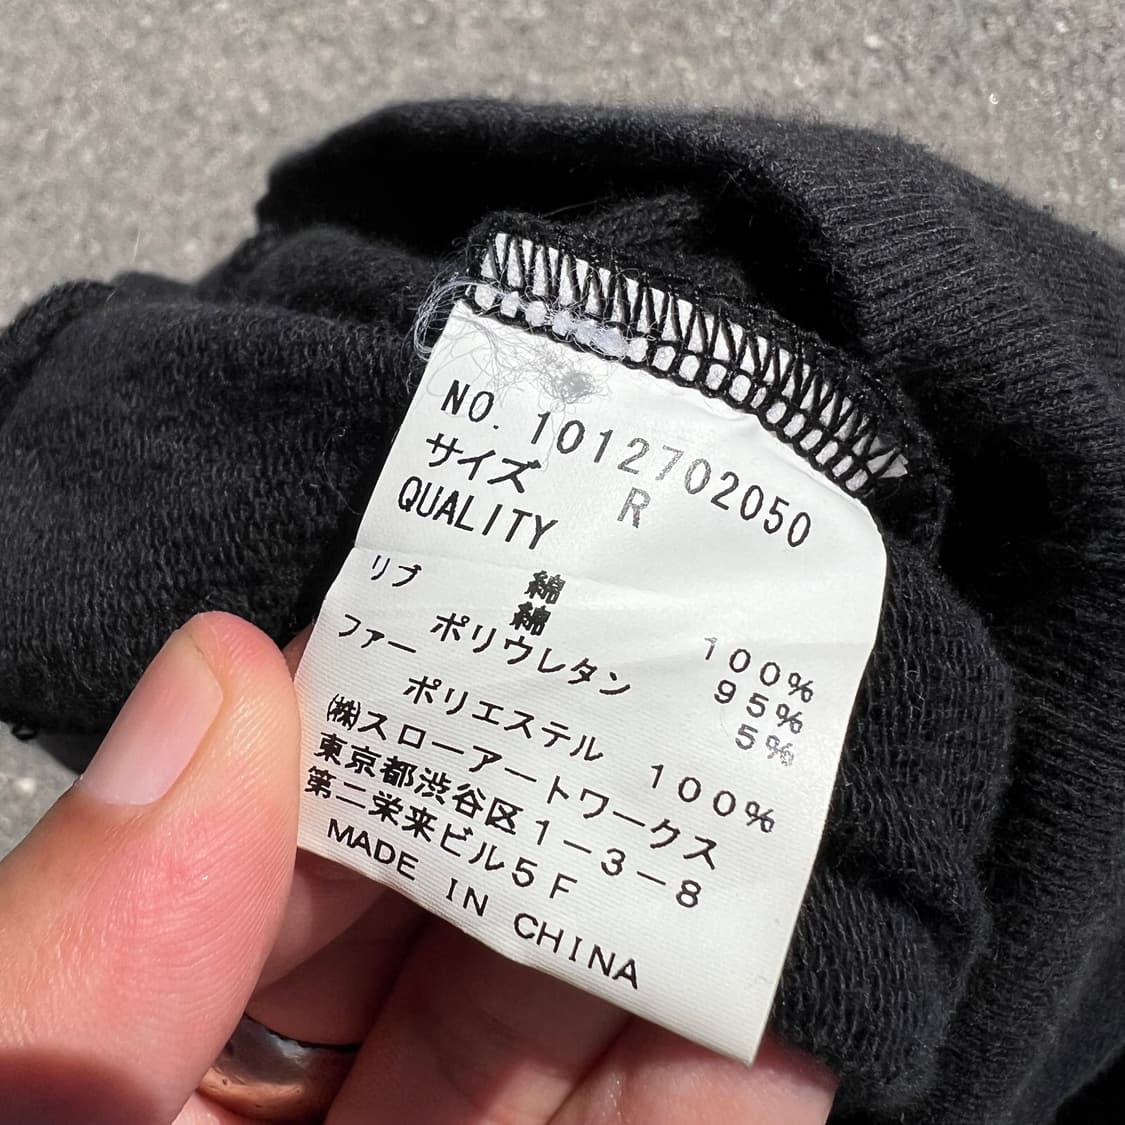 NO. 1012702050
サイズ R
QUALITY
綿 100%
リブ 綿 95%
ポリウレタン 5%
ファー
ポリエステル 100%
㈱スローアートワークス
東京都渋谷区1-3-8
第二栄来ビル5F
MADE IN CHINA